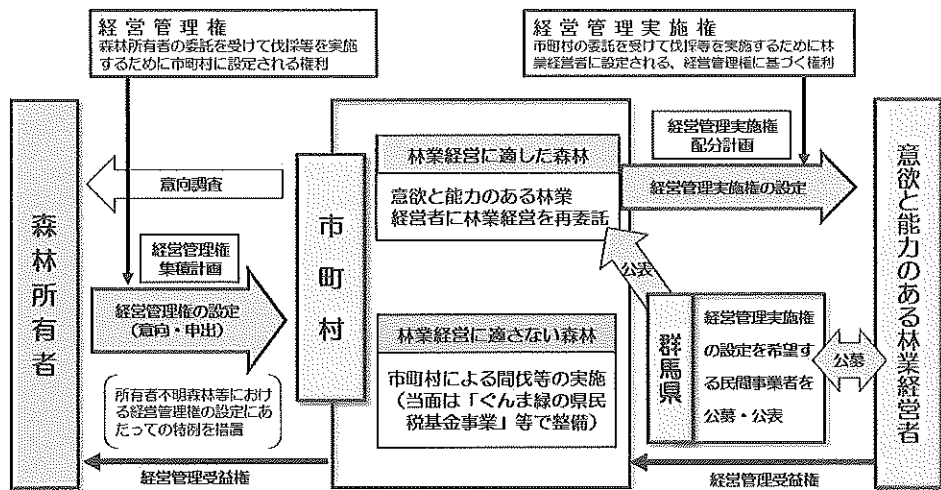 経営管理権
森林所有者の委託を受けて伐採等を実施
するために市町村に設定される権利
経営管理実施権
市町村の委託を受けて伐採等を実施するために林
業経営者に設定される、経営管理権に基づく権利
森林所有者
意向調査
経営管理権
集積計画
経営管理権の設定
(意向・申出)
所有者不明森林等におけ
る経営管理権の設定にあ
たっての特例を措置
経営管理受益権
市町村
林業経営に適した森林
意欲と能力のある林業
経営者に林業経営を再委託
林業経営に適さない森林
市町村による間伐等の実施
(当面は「ぐんま緑の県民
税基金事業」等で整備)
経営管理実施権
配分計画
経営管理実施権の設定
公表
群馬県
経営管理実施権
の設定を希望す
る民間事業者を
公募・公表
公募
経営管理受益権
意欲と能力のある林業経営者